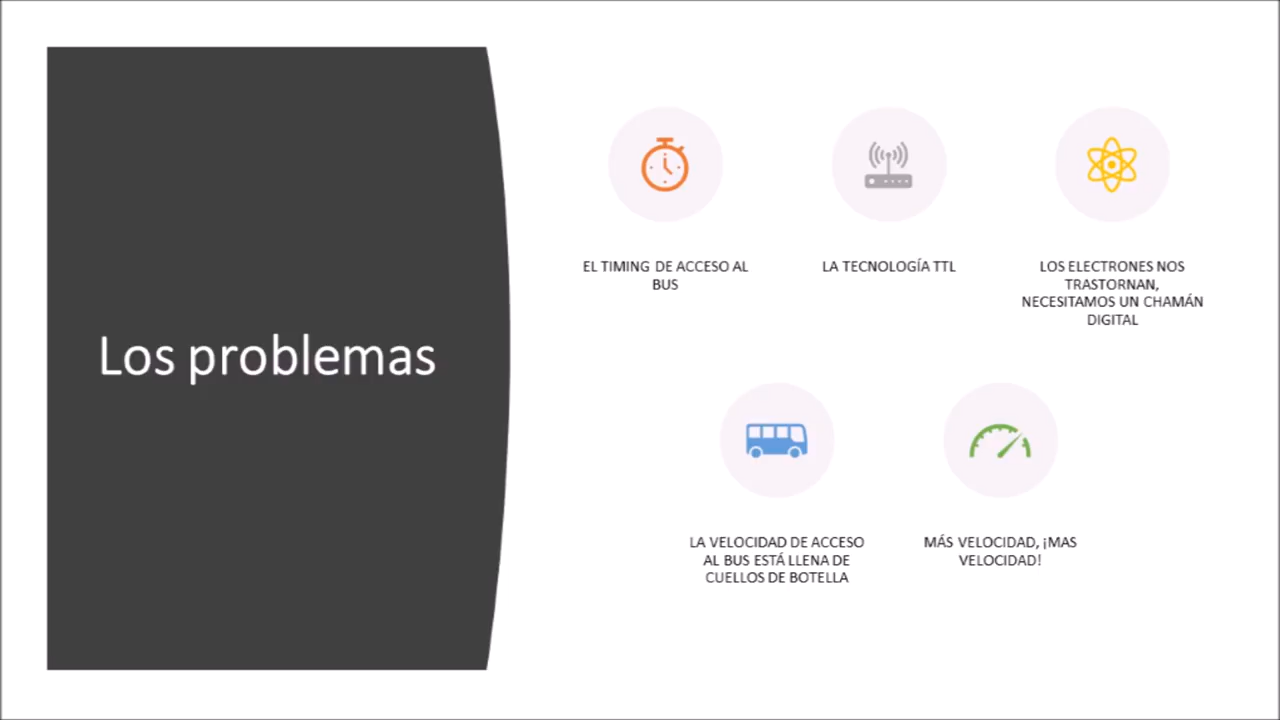 Los problemas
EL TIMING DE ACCESO AL
BUS
LA TECNOLOGÍA TTL
LOS ELECTRONES NOS
TRASTORNAN,
NECESITAMOS UN CHAMÁN
DIGITAL
LA VELOCIDAD DE ACCESO
AL BUS ESTÁ LLENA DE
CUELLOS DE BOTELLA
MÁS VELOCIDAD, ¡MAS
VELOCIDAD!